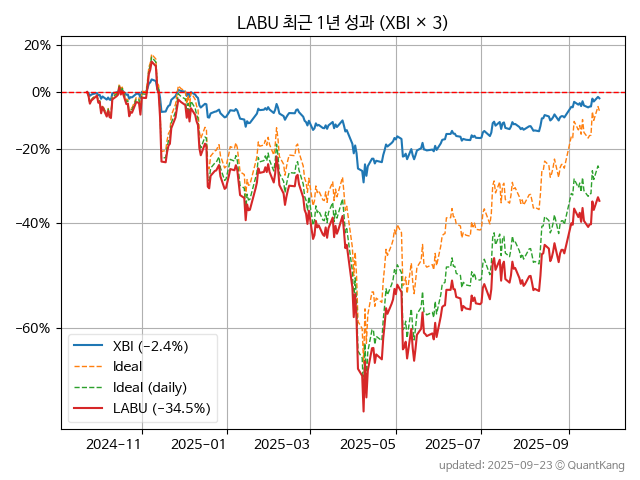 LABU 최근 1년 성과 (XBI × 3)
20%
0%
−20%
−40%
−60%
XBI (−2.4%)
Ideal
Ideal (daily)
LABU (−34.5%)
2024-11 2025-01 2025-03 2025-05 2025-07 2025-09
updated: 2025-09-23 © QuantKang